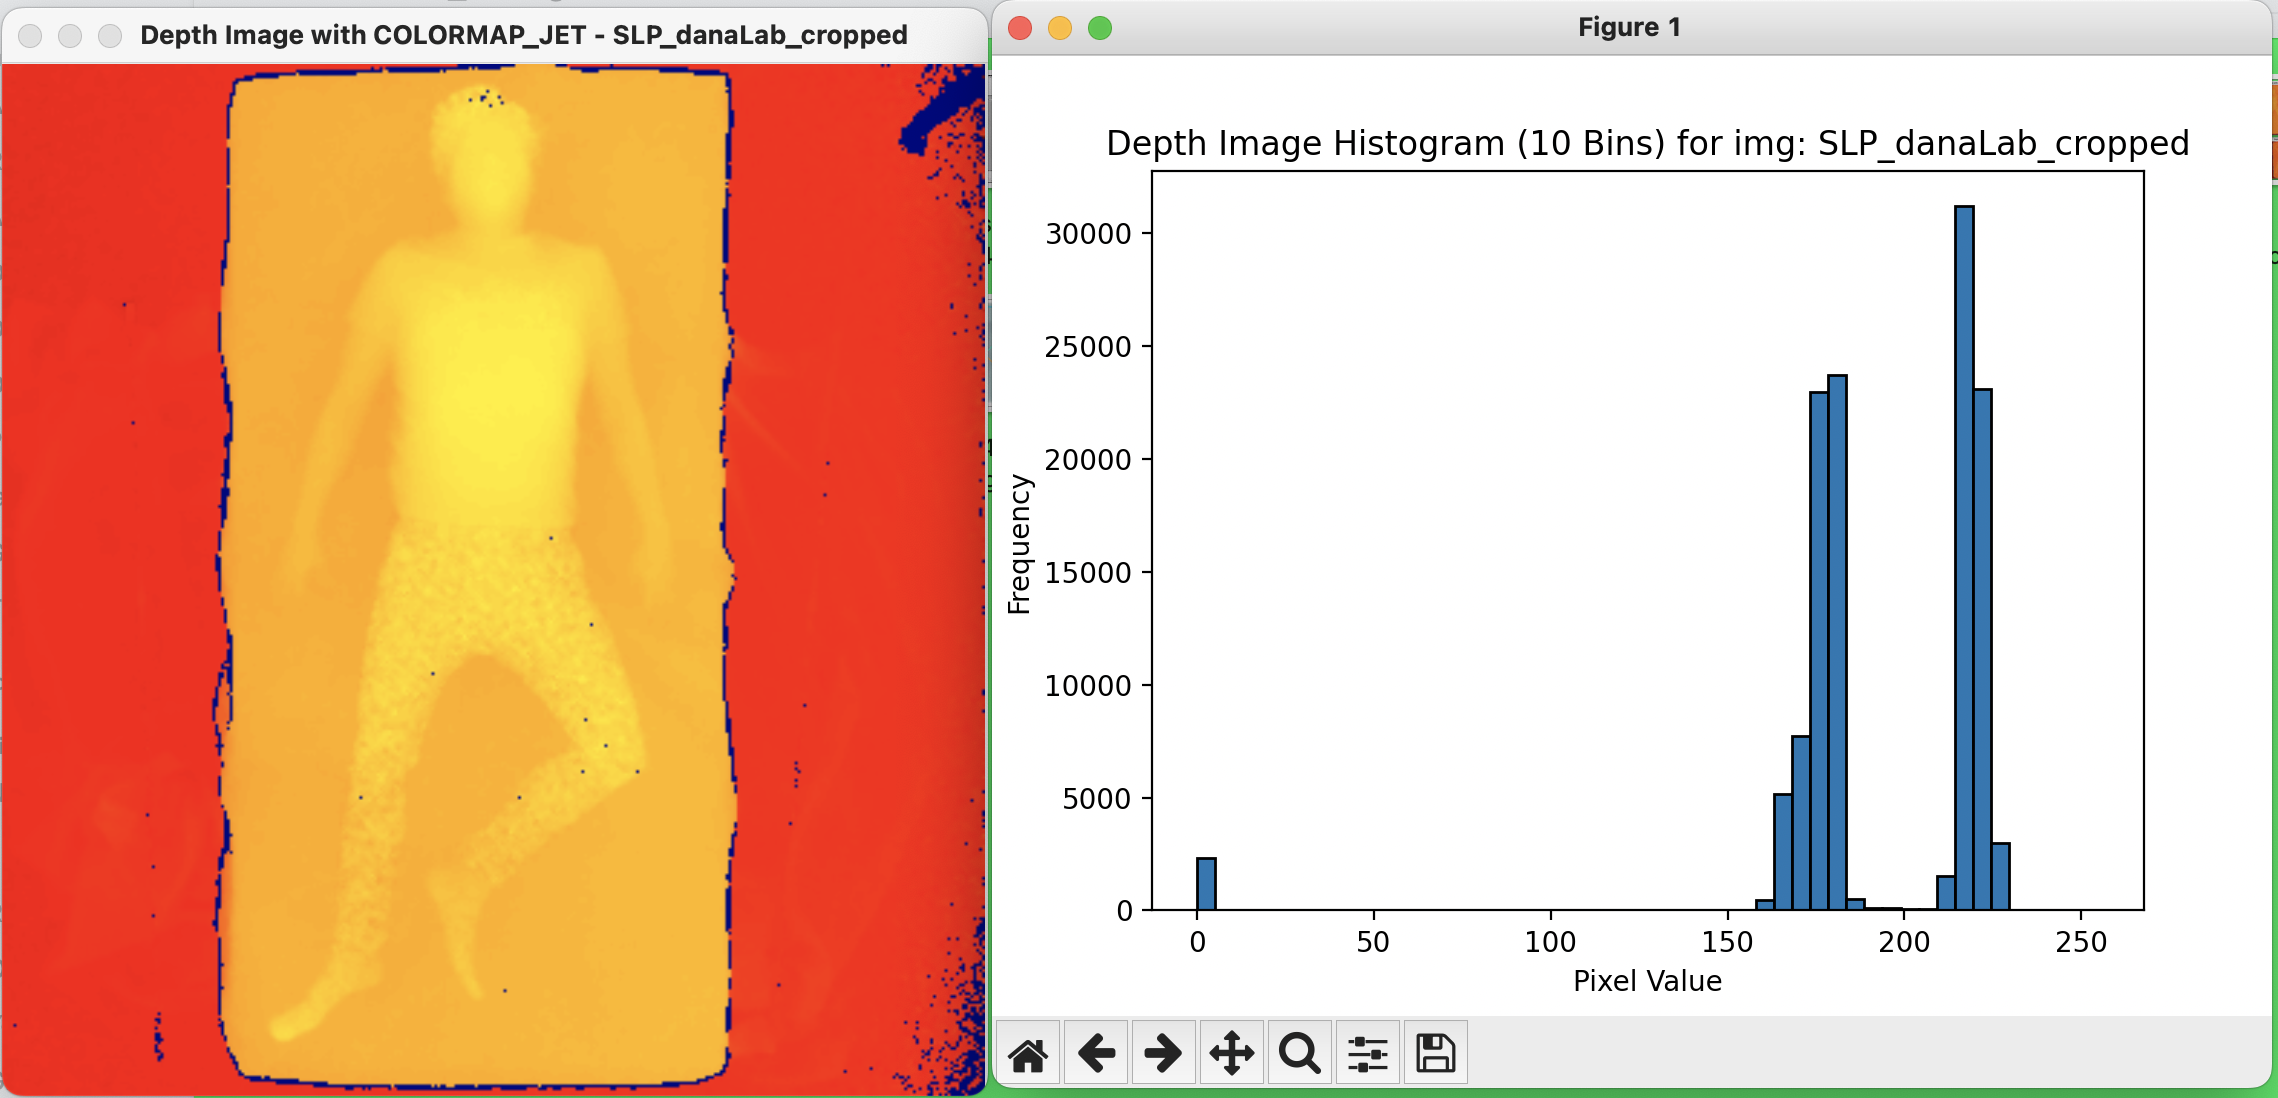 Depth Image with COLORMAP_JET - SLP_danaLab_cropped
Figure 1
Depth Image Histogram (10 Bins) for img: SLP_danaLab_cropped
30000
25000
20000
15000
10000
5000
0
Frequency
0 50 100 150 200 250
Pixel Value